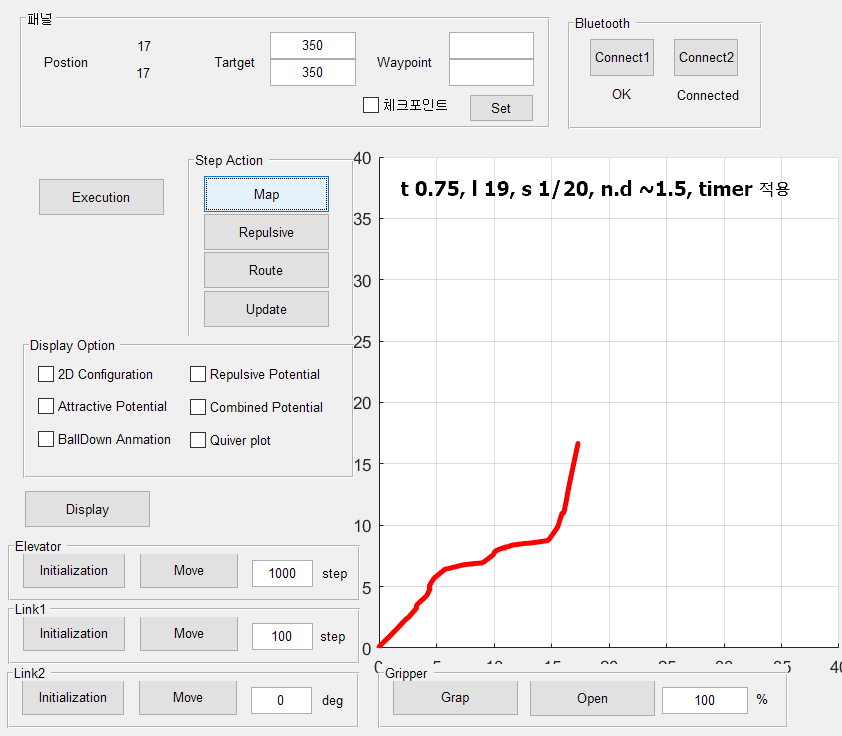 패널
Postion
17
17
Tartget
350
350
Waypoint
체크포인트
Set
Bluetooth
Connect1
Connect2
OK
Connected
Execution
Step Action
Map
Repulsive
Route
Update
Display Option
2D Configuration
Repulsive Potential
Attractive Potential
Combined Potential
BallDown Anmation
Quiver plot
Display
Elevator
Initialization
Move
1000
step
Link1
Initialization
Move
100
step
Link2
Initialization
Move
0
deg
t 0.75, l 19, s 1/20, n.d ~1.5, timer 적용
40
35
30
25
20
15
10
5
0
0
5
10
15
20
25
30
35
40
Gripper
Grap
Open
100
%